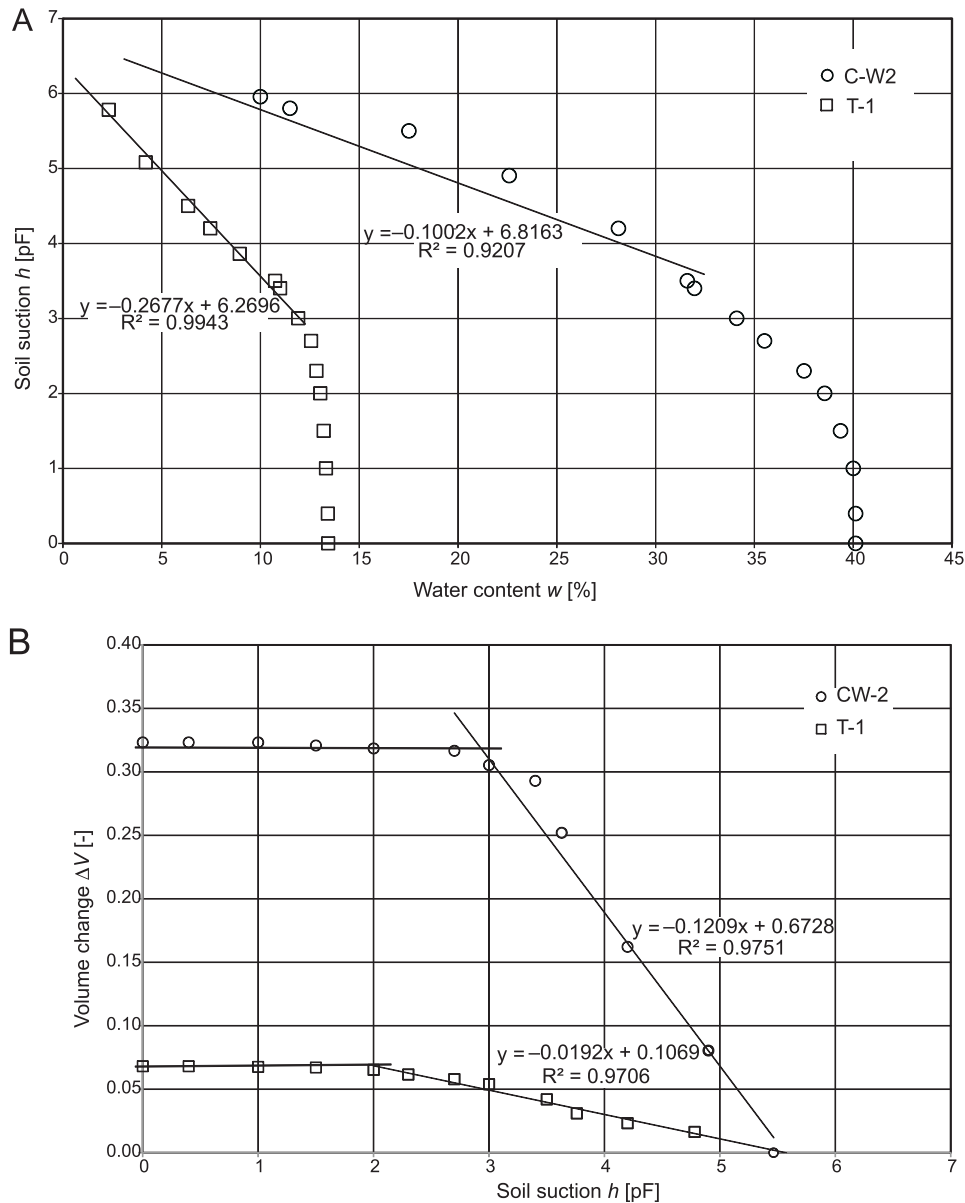 A
7
6
5
4
3
2
1
0
Soil suction h [pF]
C-W2
T-1
y =–0.1002x + 6.8163
R² = 0.9207
y =–0.2677x + 6.2696
R² = 0.9943
0 5 10 15 20 25 30 35 40 45
Water content w [%]
B
0.40
0.35
0.30
0.25
0.20
0.15
0.10
0.05
0.00
Volume change ΔV [-]
CW-2
T-1
y =–0.1209x + 0.6728
R² = 0.9751
y =–0.0192x + 0.1069
R² = 0.9706
0 1 2 3 4 5 6 7
Soil suction h [pF]